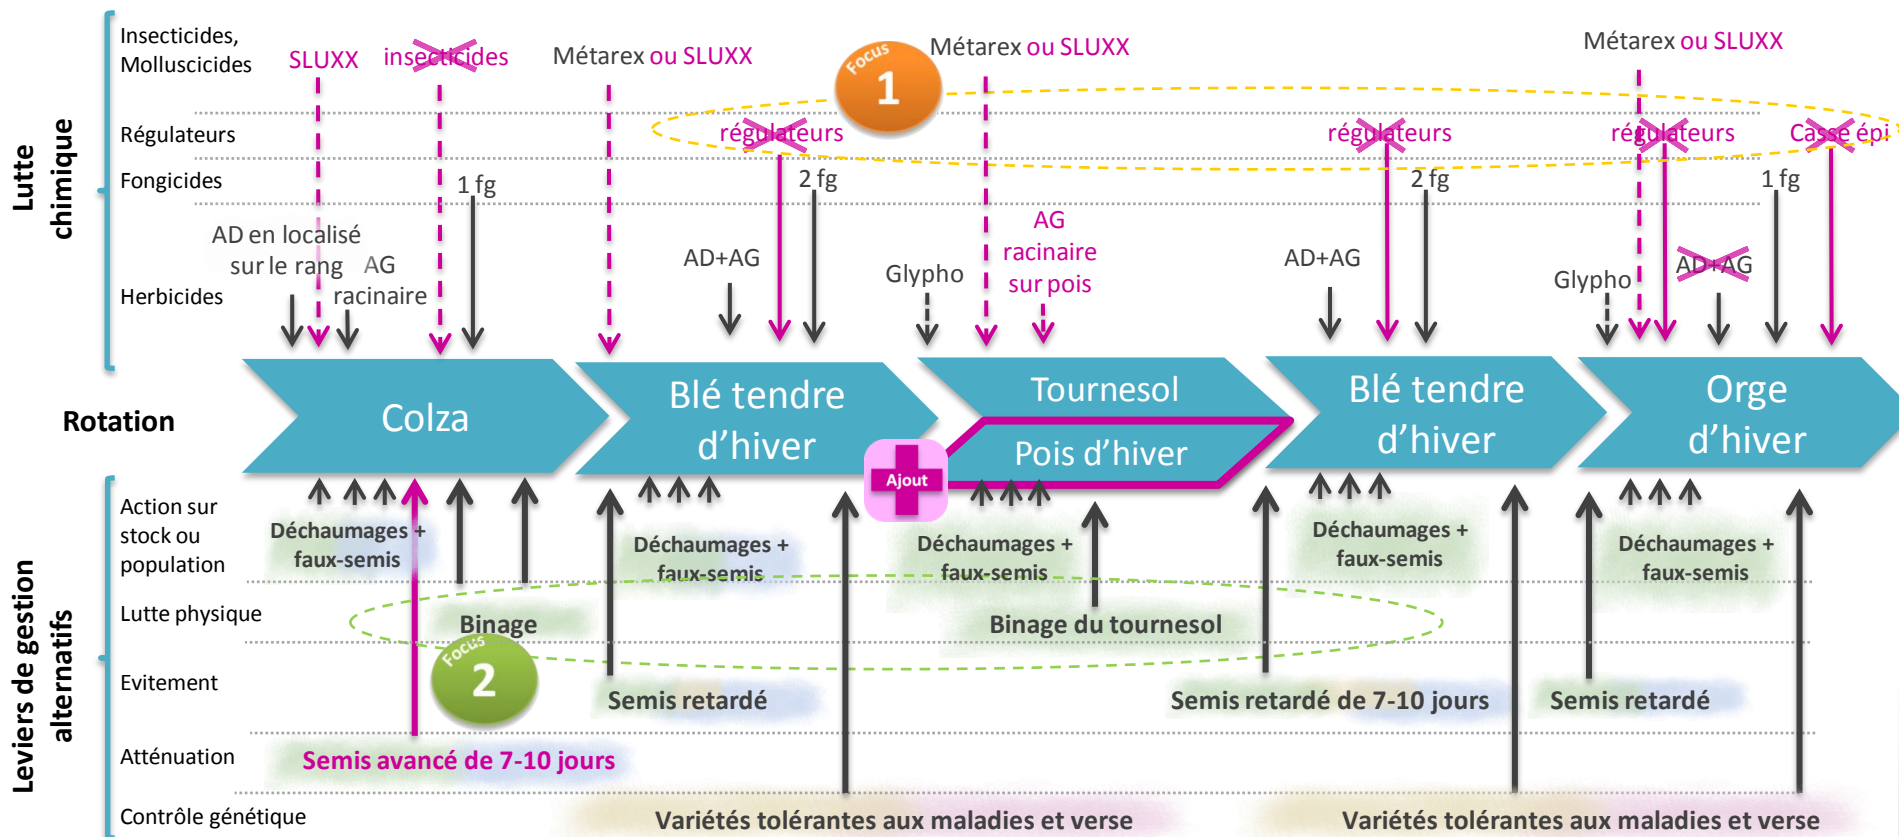 Lutte
chimique
Insecticides,
Molluscicides
SLUXX
insecticides
Métarex ou SLUXX
Focus
1
Métarex ou SLUXX
Métarex ou SLUXX
Régulateurs
régulateurs
régulateurs
régulateurs
Casse épi
Fongicides
1 fg
2 fg
2 fg
1 fg
Herbicides
AD en localisé
sur le rang
AG
racinaire
AD+AG
Glypho
AG
racinaire
sur pois
AD+AG
Glypho
AD+AG
Rotation
Colza
Blé tendre
d’hiver
Tournesol
Pois d’hiver
Ajout
Blé tendre
d’hiver
Orge
d’hiver
Leviers de gestion
alternatifs
Action sur
stock ou
population
Déchaumages +
faux-semis
Déchaumages +
faux-semis
Déchaumages +
faux-semis
Déchaumages +
faux-semis
Déchaumages +
faux-semis
Lutte physique
Binage
Binage du tournesol
Focus
2
Evitement
Semis retardé
Semis retardé de 7-10 jours
Semis retardé
Atténuation
Semis avancé de 7-10 jours
Contrôle génétique
Variétés tolérantes aux maladies et verse
Variétés tolérantes aux maladies et verse